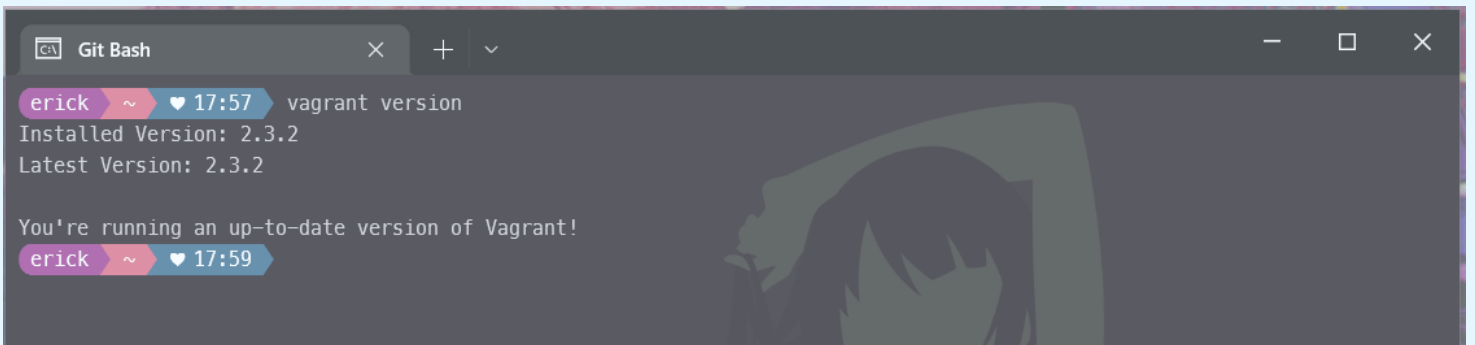 Git Bash
erick ~ ♥ 17:57 vagrant version
Installed Version: 2.3.2
Latest Version: 2.3.2
You're running an up-to-date version of Vagrant!
erick ~ ♥ 17:59